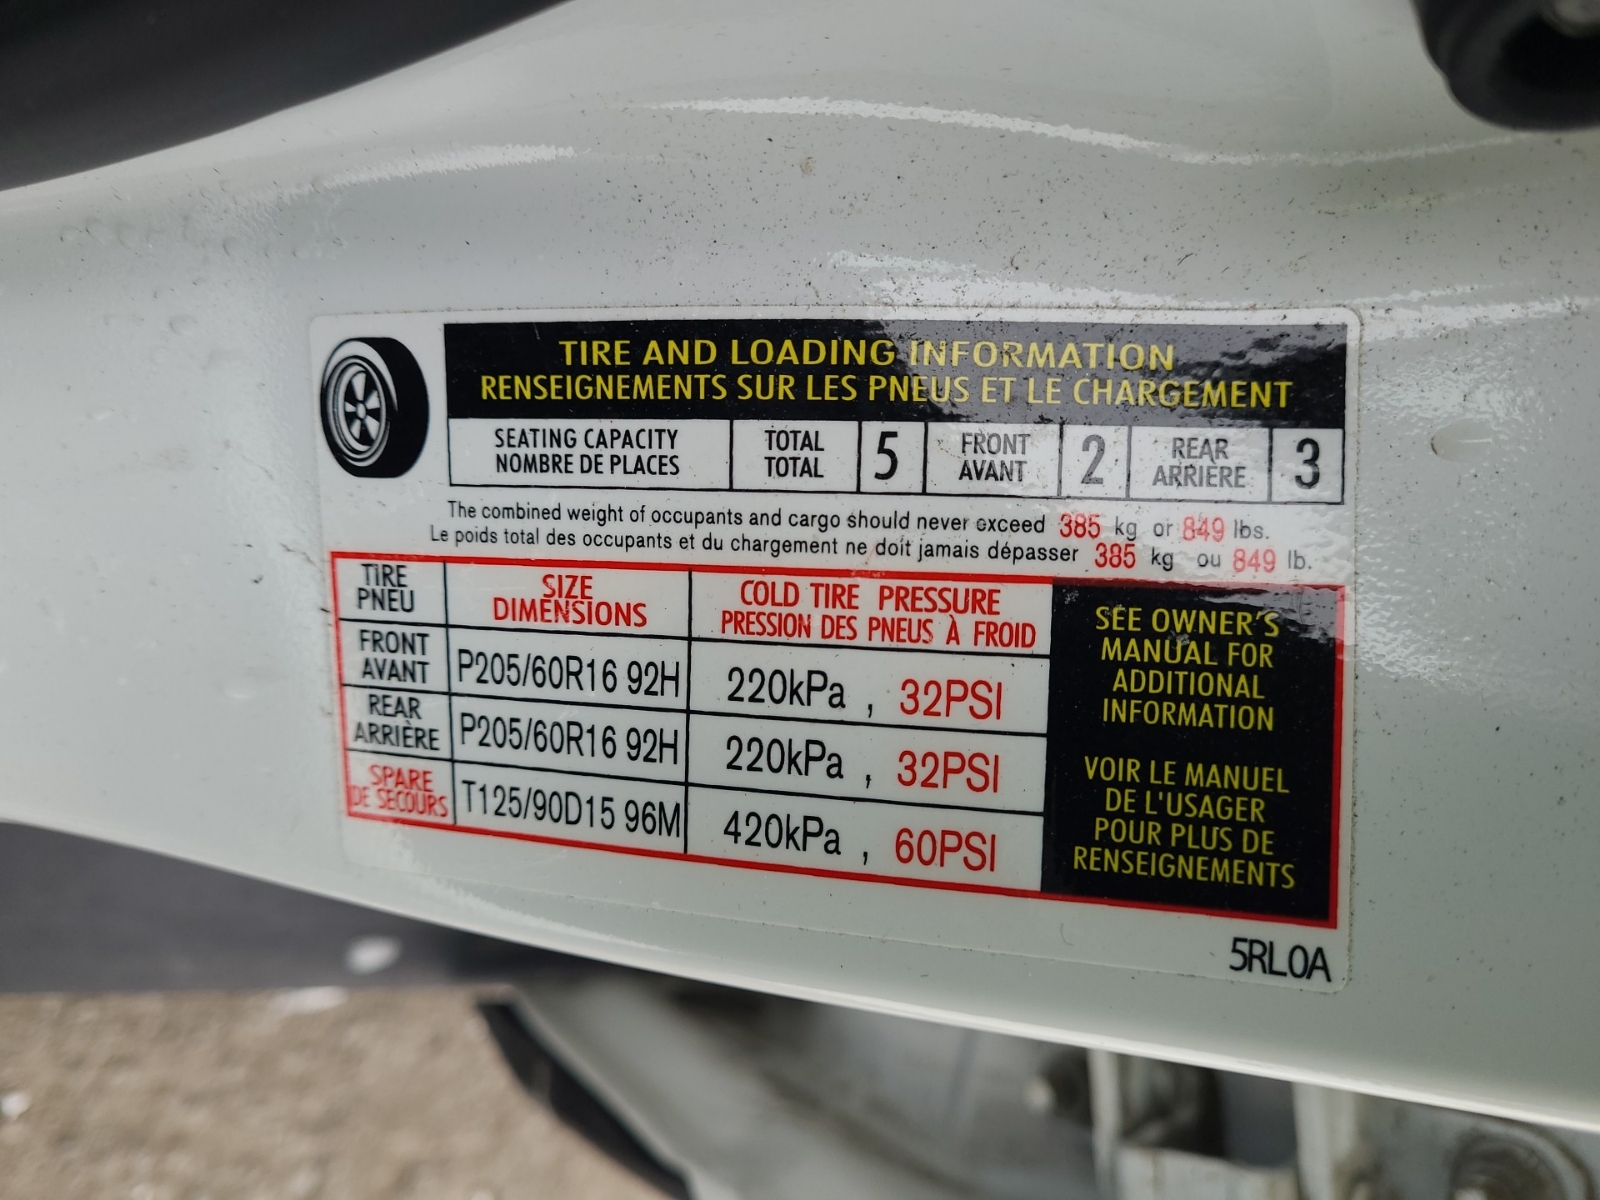 TIRE AND LOADING INFORMATION
RENSEIGNEMENTS SUR LES PNEUS ET LE CHARGEMENT
SEATING CAPACITY
NOMBRE DE PLACES
TOTAL
TOTAL
5
FRONT
AVANT
2
REAR
ARRIÈRE
3
The combined weight of occupants and cargo should never exceed 385 kg or 849 lbs.
Le poids total des occupants et du chargement ne doit jamais dépasser 385 kg ou 849 lb.
TIRE
PNEU
SIZE
DIMENSIONS
COLD TIRE PRESSURE
PRESSION DES PNEUS À FROID
FRONT
AVANT
P205/60R16 92H
220kPa , 32PSI
REAR
ARRIÈRE
P205/60R16 92H
220kPa , 32PSI
SPARE
DE SECOURS
T125/90D15 96M
420kPa , 60PSI
SEE OWNER'S
MANUAL FOR
ADDITIONAL
INFORMATION
VOIR LE MANUEL
DE L'USAGER
POUR PLUS DE
RENSEIGNEMENTS
5RL0A